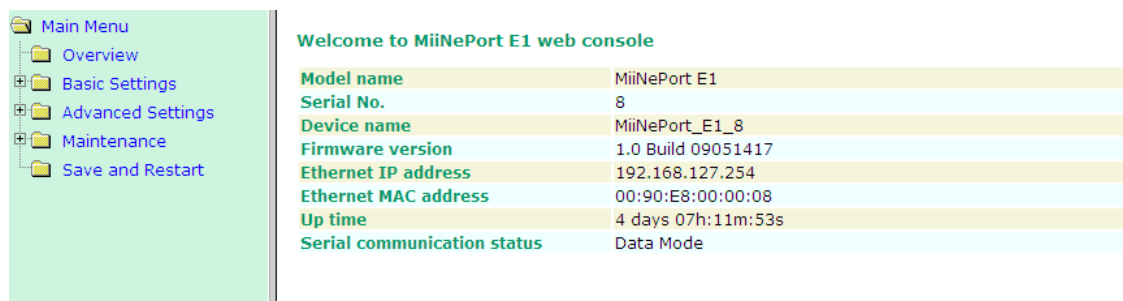 Main Menu
Overview
Basic Settings
Advanced Settings
Maintenance
Save and Restart
Welcome to MiiNePort E1 web console
Model name MiiNePort E1
Serial No. 8
Device name MiiNePort_E1_8
Firmware version 1.0 Build 09051417
Ethernet IP address 192.168.127.254
Ethernet MAC address 00:90:E8:00:00:08
Up time 4 days 07h:11m:53s
Serial communication status Data Mode